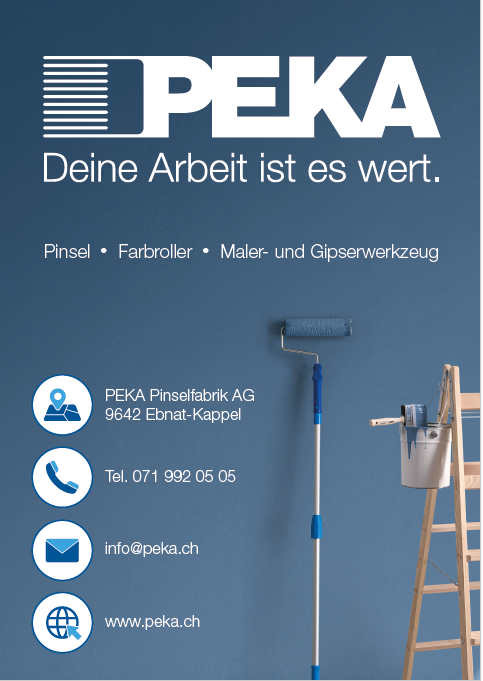 PEKA
Deine Arbeit ist es wert.
Pinsel • Farbroller • Maler- und Gipserwerkzeug
PEKA Pinselfabrik AG
9642 Ebnat-Kappel
Tel. 071 992 05 05
info@peka.ch
www.peka.ch